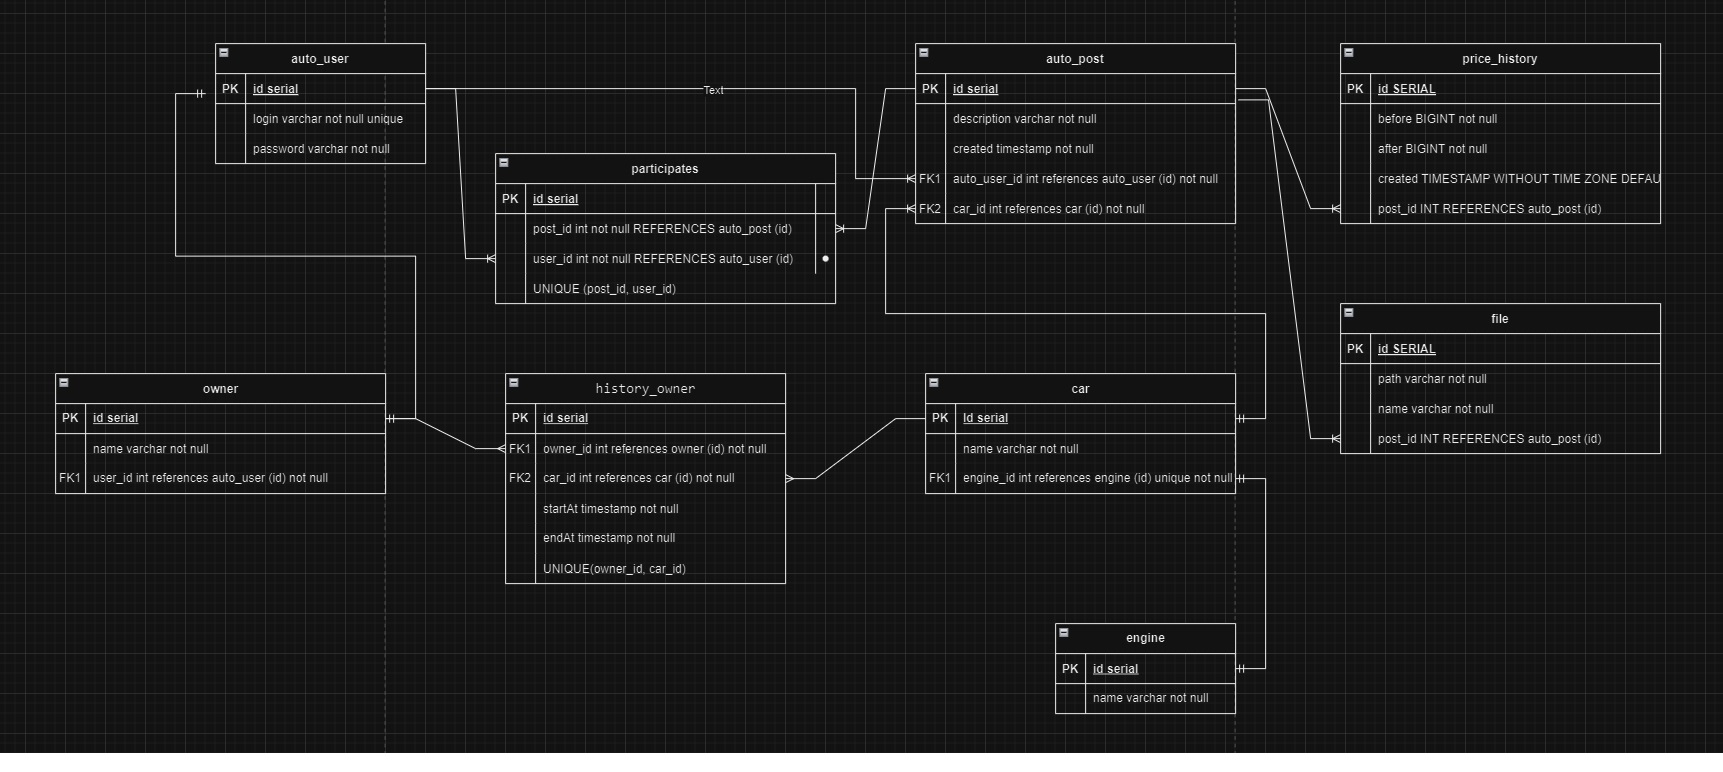 auto_user
PK id serial
login varchar not null unique
password varchar not null
Text
auto_post
PK id serial
description varchar not null
created timestamp not null
FK1 auto_user_id int references auto_user (id) not null
FK2 car_id int references car (id) not null
price_history
PK id SERIAL
before BIGINT not null
after BIGINT not null
created TIMESTAMP WITHOUT TIME ZONE DEFAU
post_id INT REFERENCES auto_post (id)
participates
PK id serial
post_id int not null REFERENCES auto_post (id)
user_id int not null REFERENCES auto_user (id)
UNIQUE (post_id, user_id)
file
PK id SERIAL
path varchar not null
name varchar not null
post_id INT REFERENCES auto_post (id)
owner
PK id serial
name varchar not null
FK1 user_id int references auto_user (id) not null
history_owner
PK id serial
FK1 owner_id int references owner (id) not null
FK2 car_id int references car (id) not null
startAt timestamp not null
endAt timestamp not null
UNIQUE(owner_id, car_id)
car
PK Id serial
name varchar not null
FK1 engine_id int references engine (id) unique not null
engine
PK id serial
name varchar not null